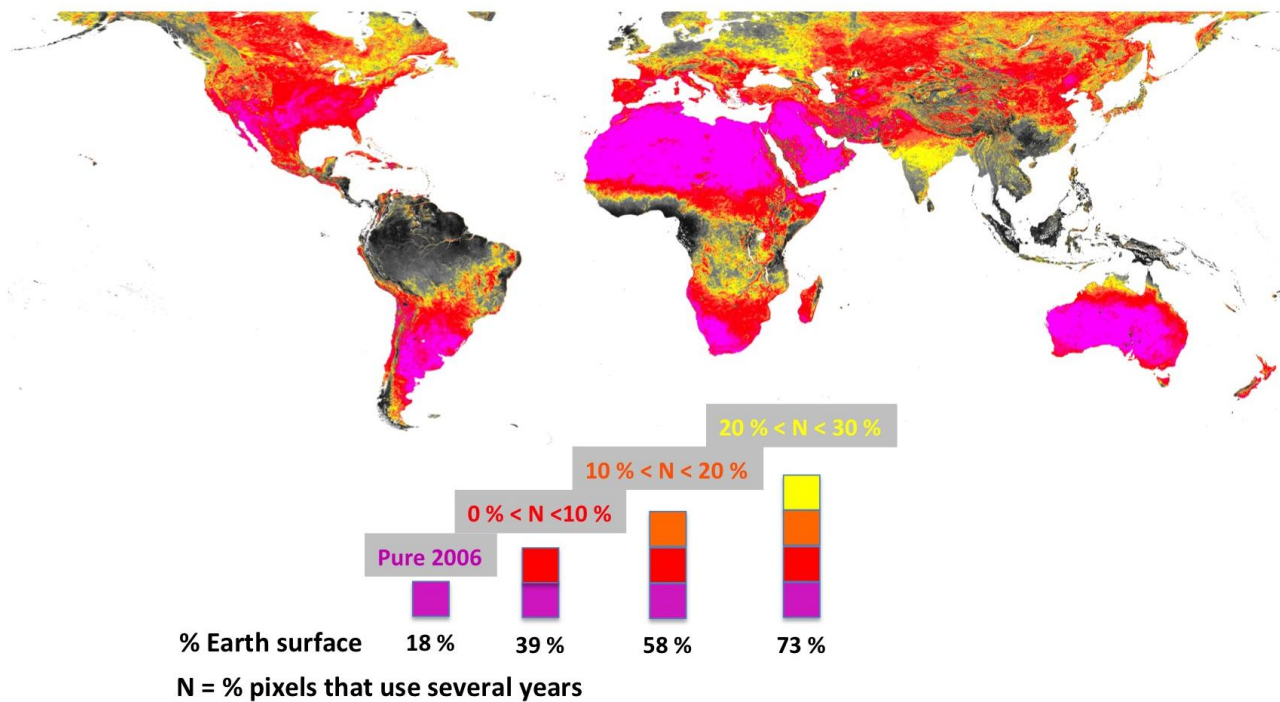 20 % < N < 30 %
10 % < N < 20 %
0 % < N <10 %
Pure 2006
% Earth surface 18 % 39 % 58 % 73 %
N = % pixels that use several years